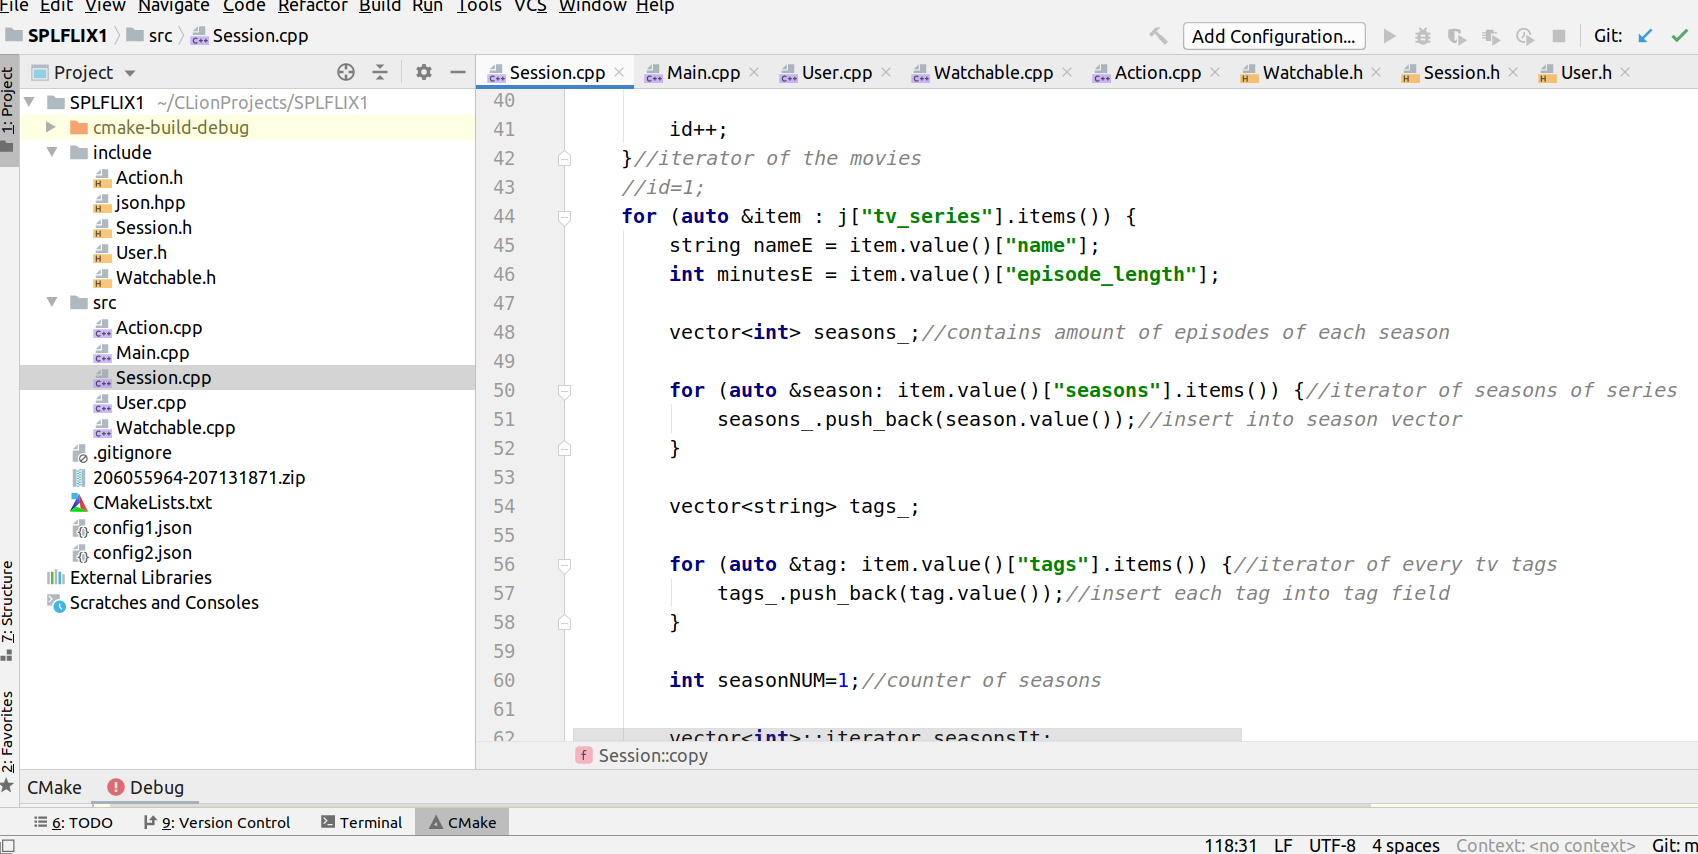 File Edit View Navigate Code Refactor Build Run Tools VCS Window Help
SPLFLIX1 src Session.cpp Add Configuration... Git:
1: Project
Project
Session.cpp Main.cpp User.cpp Watchable.cpp Action.cpp Watchable.h Session.h User.h
SPLFLIX1 ~/CLionProjects/SPLFLIX1
cmake-build-debug
include
Action.h
json.hpp
Session.h
User.h
Watchable.h
src
Action.cpp
Main.cpp
Session.cpp
User.cpp
Watchable.cpp
.gitignore
206055964-207131871.zip
CMakeLists.txt
config1.json
config2.json
External Libraries
Scratches and Consoles
7: Structure
2: Favorites
40
41 id++;
42 }//iterator of the movies
43 //id=1;
44 for (auto &item : j["tv_series"].items()) {
45 string nameE = item.value()["name"];
46 int minutesE = item.value()["episode_length"];
47
48 vector<int> seasons_;//contains amount of episodes of each season
49
50 for (auto &season: item.value()["seasons"].items()) {//iterator of seasons of series
51 seasons_.push_back(season.value());//insert into season vector
52 }
53
54 vector<string> tags_;
55
56 for (auto &tag: item.value()["tags"].items()) {//iterator of every tv tags
57 tags_.push_back(tag.value());//insert each tag into tag field
58 }
59
60 int seasonNUM=1;//counter of seasons
61
62 vector<int>::iterator seasonsIt;
f Session::copy
CMake Debug
6: TODO 9: Version Control Terminal CMake
118:31 LF UTF-8 4 spaces Context: <no context> Git: m